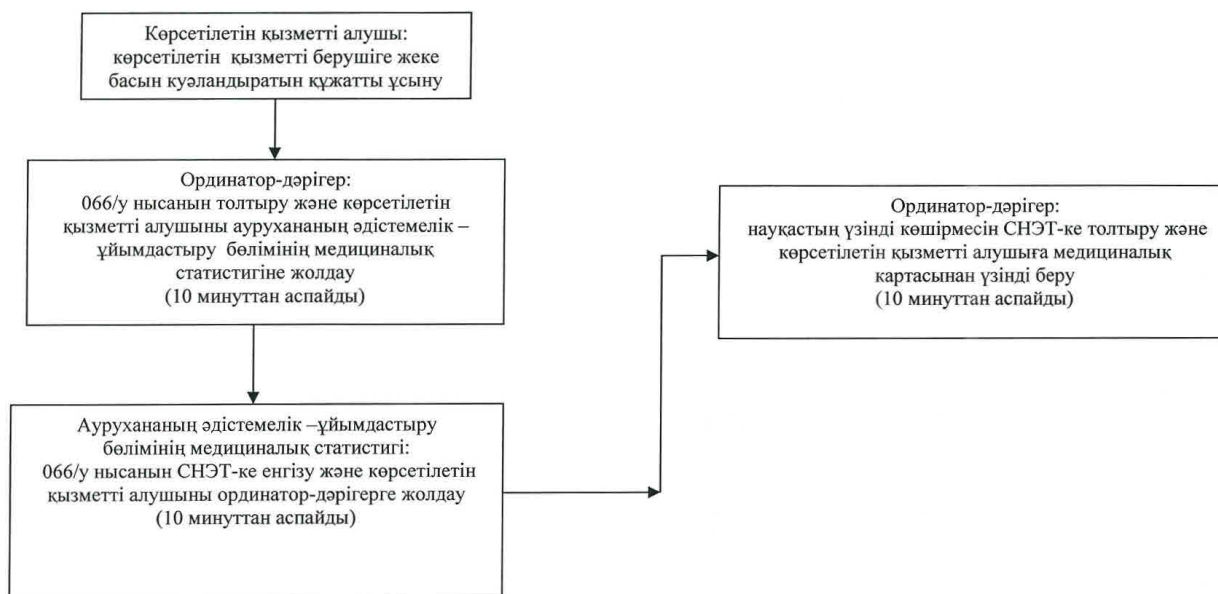 Көрсетілетін қызметті алушы:
көрсетілетін қызметті берушіге жеке
басын куәландыратын құжатты ұсыну
Ординатор-дәрігер:
066/у нысанын толтыру және көрсетілетін
қызметті алушыны аурухананың әдістемелік –
ұйымдастыру бөлімінің медициналық
статистигіне жолдау
(10 минуттан аспайды)
Аурухананың әдістемелік –ұйымдастыру
бөлімінің медициналық статистигі:
066/у нысанын СНЭТ-ке енгізу және көрсетілетін
қызметті алушыны ординатор-дәрігерге жолдау
(10 минуттан аспайды)
Ординатор-дәрігер:
науқастың үзінді көшірмесін СНЭТ-ке толтыру және
көрсетілетін қызметті алушыға медициналық
картасынан үзінді беру
(10 минуттан аспайды)